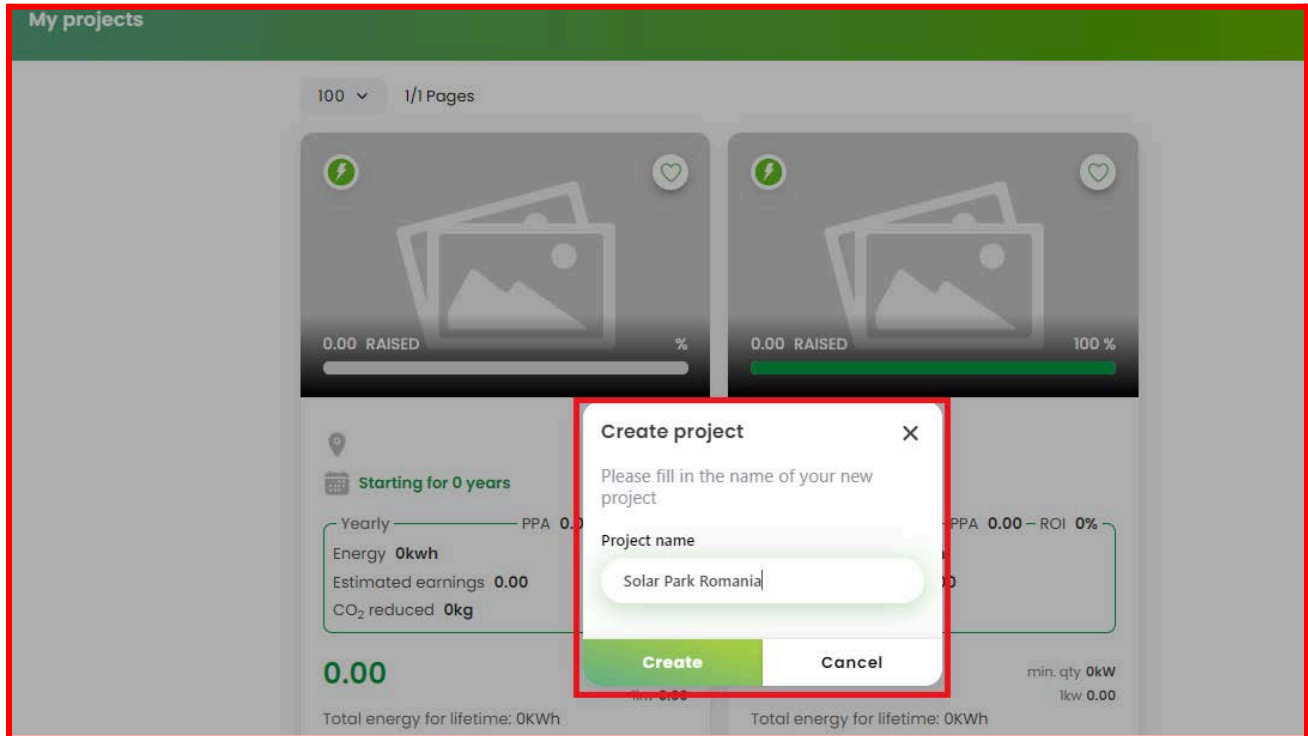 My projects
100 1/1 Pages
0.00 RAISED %
0.00 RAISED 100 %
Starting for 0 years
Yearly PPA
Energy 0kwh
Estimated earnings 0.00
CO₂ reduced 0kg
PPA 0.00 – ROI 0%
Create project
Please fill in the name of your new
project
Project name
Solar Park Romania
Create Cancel
0.00
Total energy for lifetime: 0KWh
min. qty 0kW
1kw 0.00
Total energy for lifetime: 0KWh